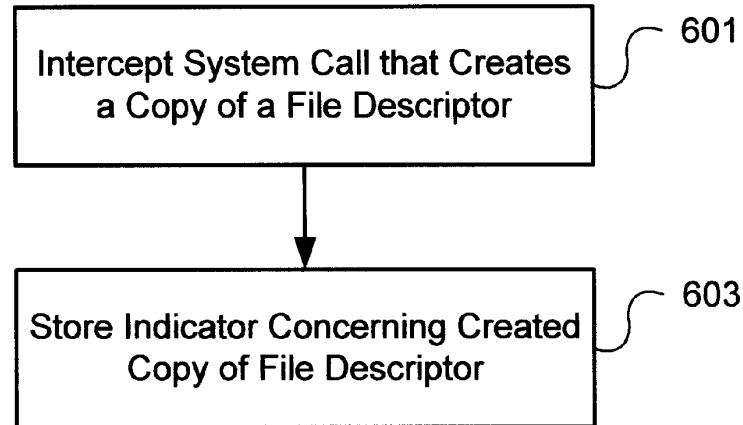 601
Intercept System Call that Creates
a Copy of a File Descriptor
603
Store Indicator Concerning Created
Copy of File Descriptor